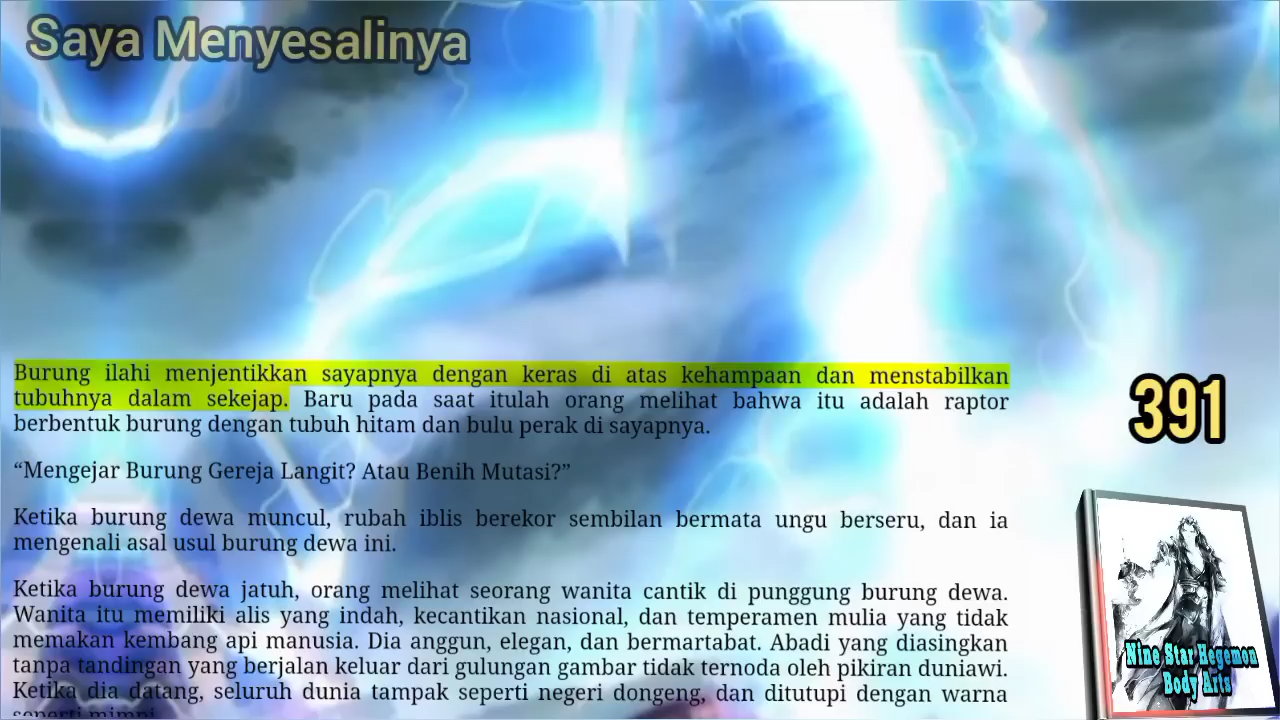 Saya Menyesalinya
Burung ilahi menjentikkan sayapnya dengan keras di atas kehampaan dan menstabilkan
tubuhnya dalam sekejap. Baru pada saat itulah orang melihat bahwa itu adalah raptor
berbentuk burung dengan tubuh hitam dan bulu perak di sayapnya.
“Mengejar Burung Gereja Langit? Atau Benih Mutasi?”
Ketika burung dewa muncul, rubah iblis berekor sembilan bermata ungu berseru, dan ia
mengenali asal usul burung dewa ini.
Ketika burung dewa jatuh, orang melihat seorang wanita cantik di punggung burung dewa.
Wanita itu memiliki alis yang indah, kecantikan nasional, dan temperamen mulia yang tidak
memakan kembang api manusia. Dia anggun, elegan, dan bermartabat. Abadi yang diasingkan
tanpa tandingan yang berjalan keluar dari gulungan gambar tidak ternoda oleh pikiran duniawi.
Ketika dia datang, seluruh dunia tampak seperti negeri dongeng, dan ditutupi dengan warna
seperti mimpi.
391
Nine Star Hegemon
Body Arts